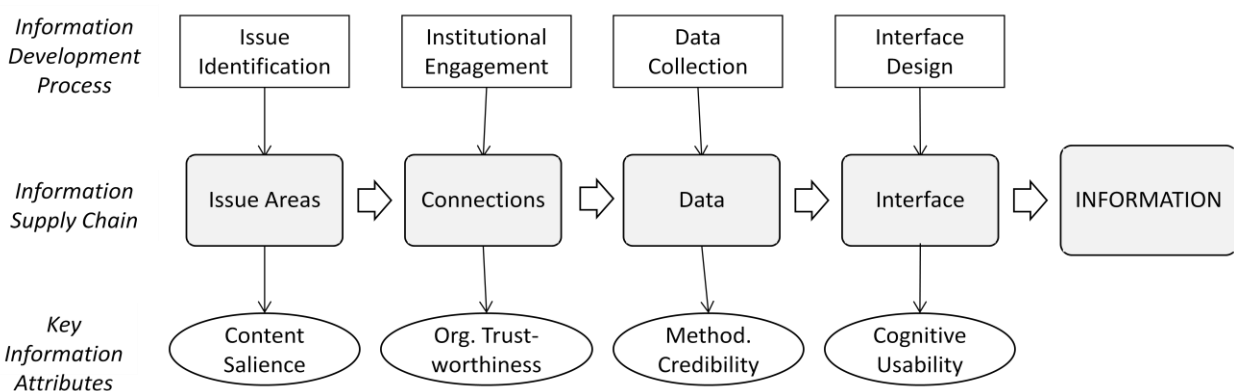 Information
Development
Process
Issue
Identification
Institutional
Engagement
Data
Collection
Interface
Design
Information
Supply Chain
Issue Areas
Connections
Data
Interface
INFORMATION
Key
Information
Attributes
Content
Salience
Org. Trust-
worthiness
Method.
Credibility
Cognitive
Usability